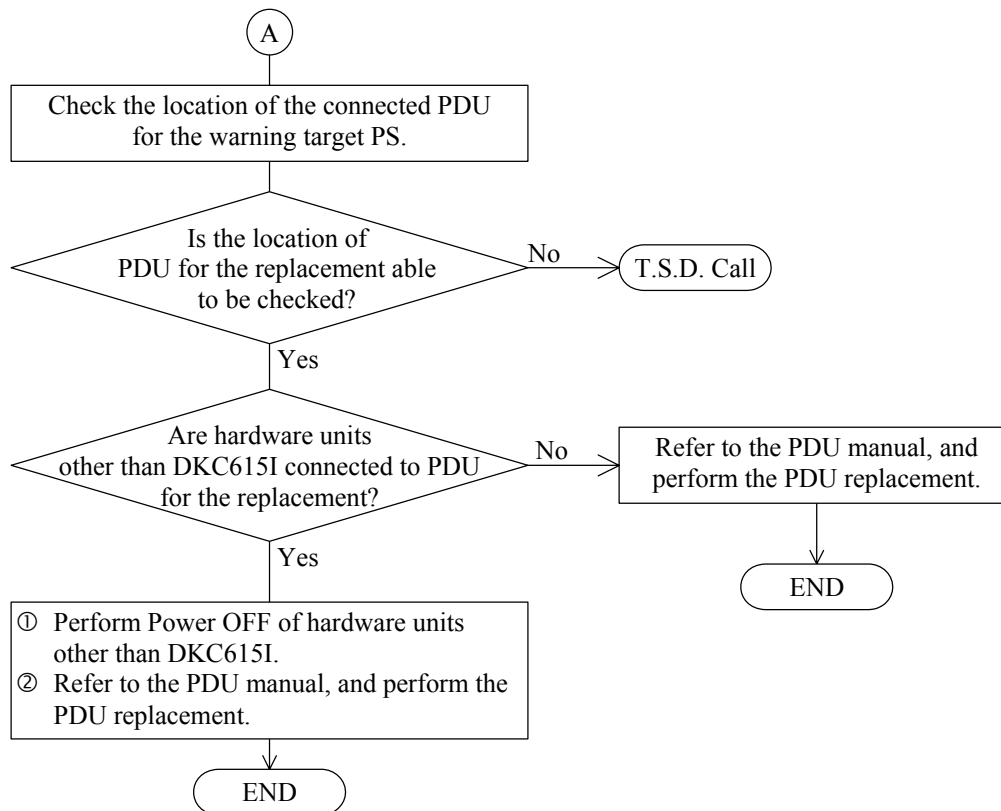 A
Check the location of the connected PDU
for the warning target PS.
Is the location of
PDU for the replacement able
to be checked?
No
T.S.D. Call
Yes
Are hardware units
other than DKC615I connected to PDU
for the replacement?
No
Refer to the PDU manual, and
perform the PDU replacement.
Yes
END
① Perform Power OFF of hardware units
other than DKC615I.
② Refer to the PDU manual, and perform the
PDU replacement.
END